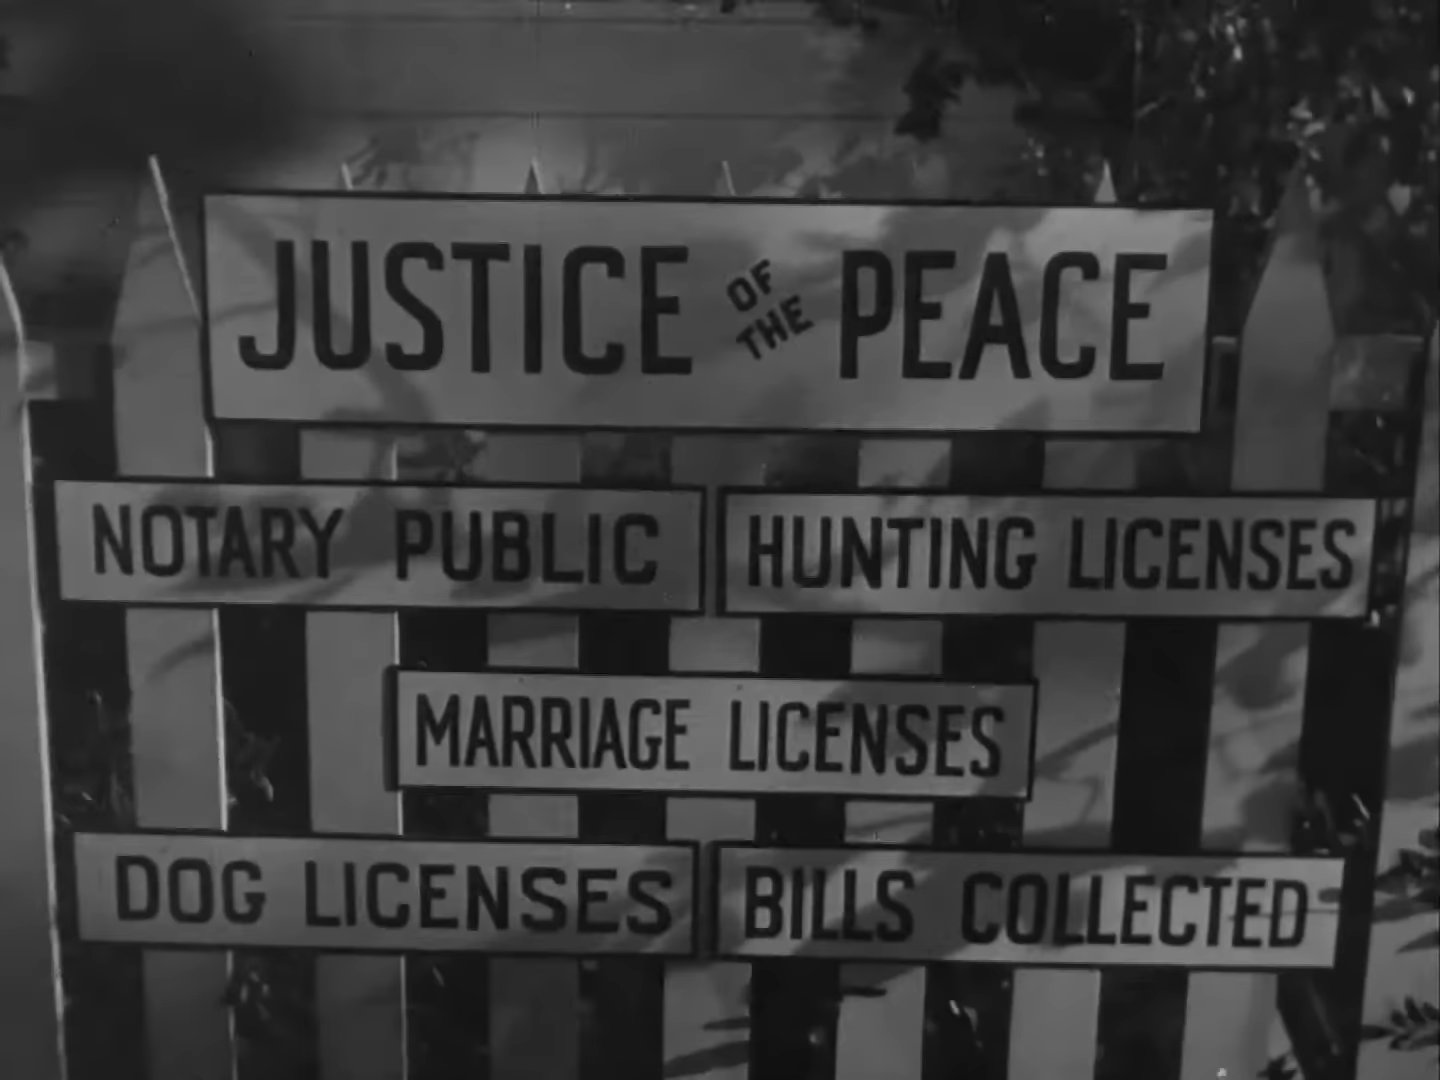 JUSTICE OF THE PEACE
NOTARY PUBLIC
HUNTING LICENSES
MARRIAGE LICENSES
DOG LICENSES
BILLS COLLECTED